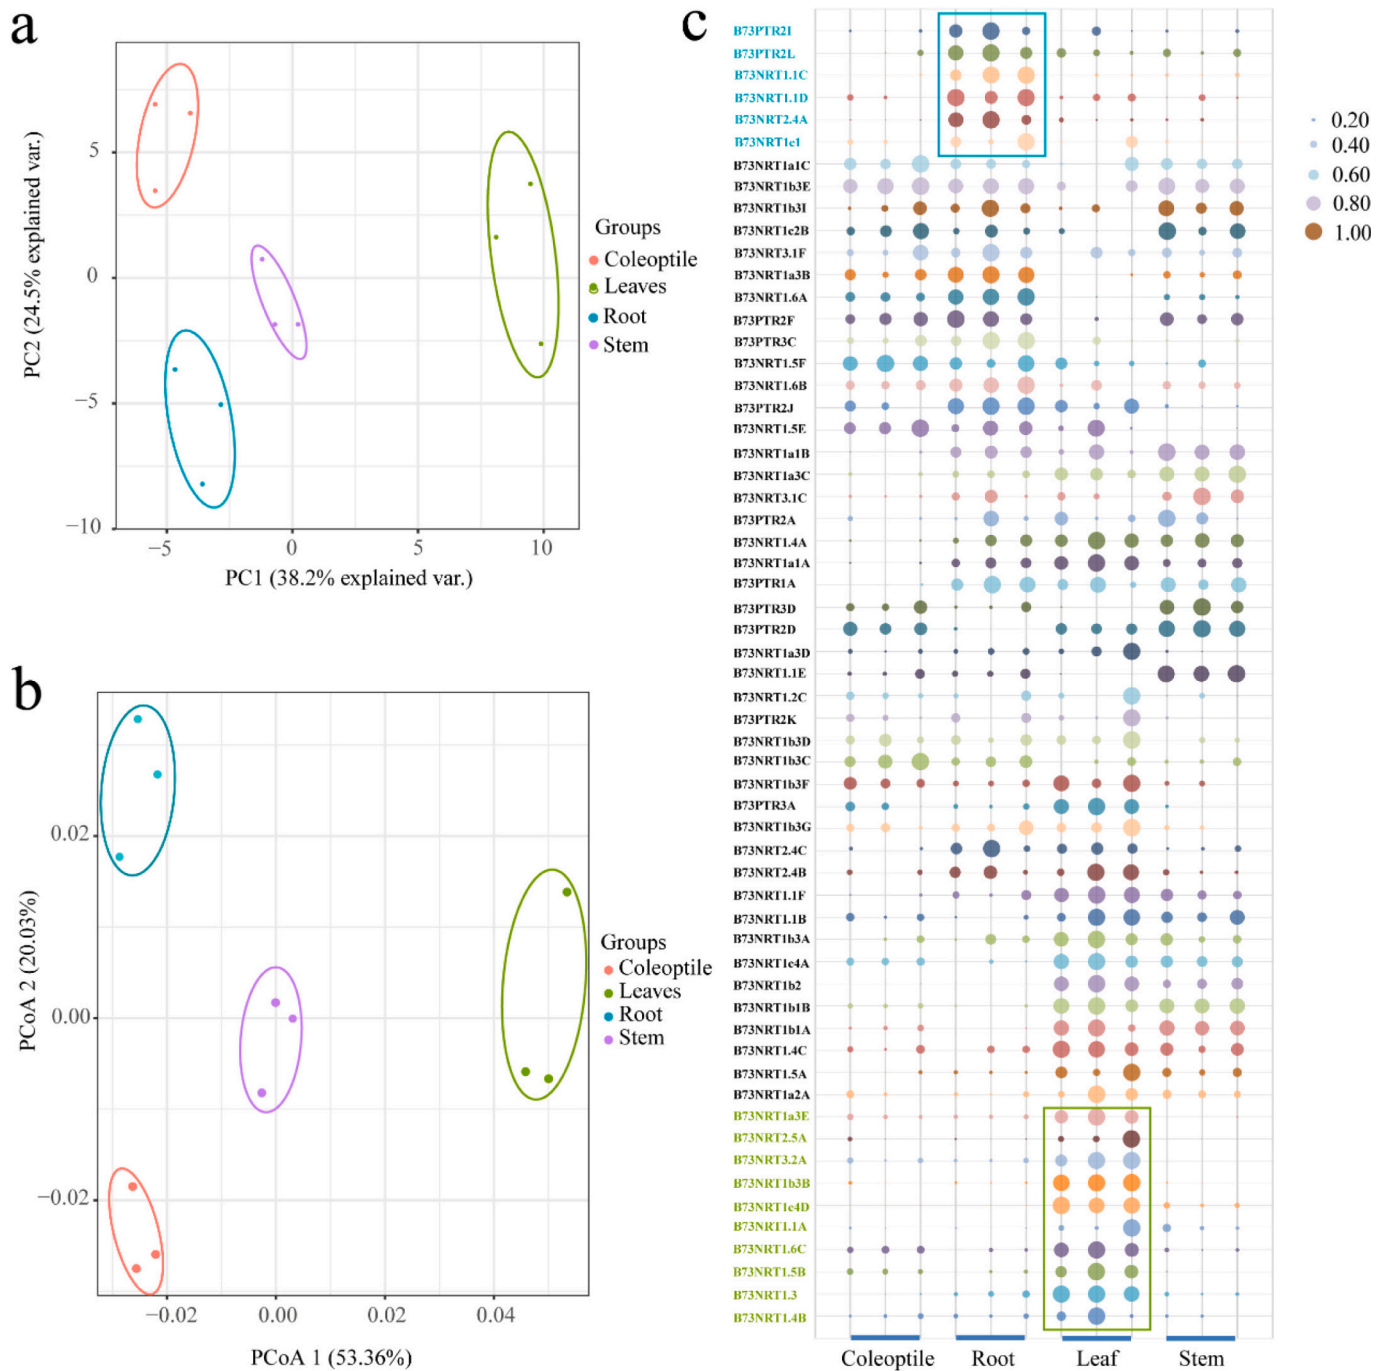 a
5
0
−5
−10
−5
0
5
10
PC2 (24.5% explained var.)
PC1 (38.2% explained var.)
Groups
Coleoptile
Leaves
Root
Stem
b
0.02
0.00
−0.02
−0.02
0.00
0.02
0.04
PCoA 2 (20.03%)
PCoA 1 (53.36%)
Groups
Coleoptile
Leaves
Root
Stem
c
B73PTR2I
B73PTR2L
B73NRT1.1C
B73NRT1.1D
B73NRT2.4A
B73NRT1c1
B73NRT1a1C
B73NRT1b3E
B73NRT1b3I
B73NRT1c2B
B73NRT3.1F
B73NRT1a3B
B73NRT1.6A
B73PTR2F
B73PTR3C
B73NRT1.5F
B73NRT1.6B
B73PTR2J
B73NRT1.5E
B73NRT1a1B
B73NRT1a3C
B73NRT3.1C
B73PTR2A
B73NRT1.4A
B73NRT1a1A
B73PTR1A
B73PTR3D
B73PTR2D
B73NRT1a3D
B73NRT1.1E
B73NRT1.2C
B73PTR2K
B73NRT1b3D
B73NRT1b3C
B73NRT1b3F
B73PTR3A
B73NRT1b3G
B73NRT2.4C
B73NRT2.4B
B73NRT1.1F
B73NRT1.1B
B73NRT1b3A
B73NRT1c4A
B73NRT1b2
B73NRT1b1B
B73NRT1b1A
B73NRT1.4C
B73NRT1.5A
B73NRT1a2A
B73NRT1a3E
B73NRT2.5A
B73NRT3.2A
B73NRT1b3B
B73NRT1c4D
B73NRT1.1A
B73NRT1.6C
B73NRT1.5B
B73NRT1.3
B73NRT1.4B
Coleoptile
Root
Leaf
Stem
0.20
0.40
0.60
0.80
1.00